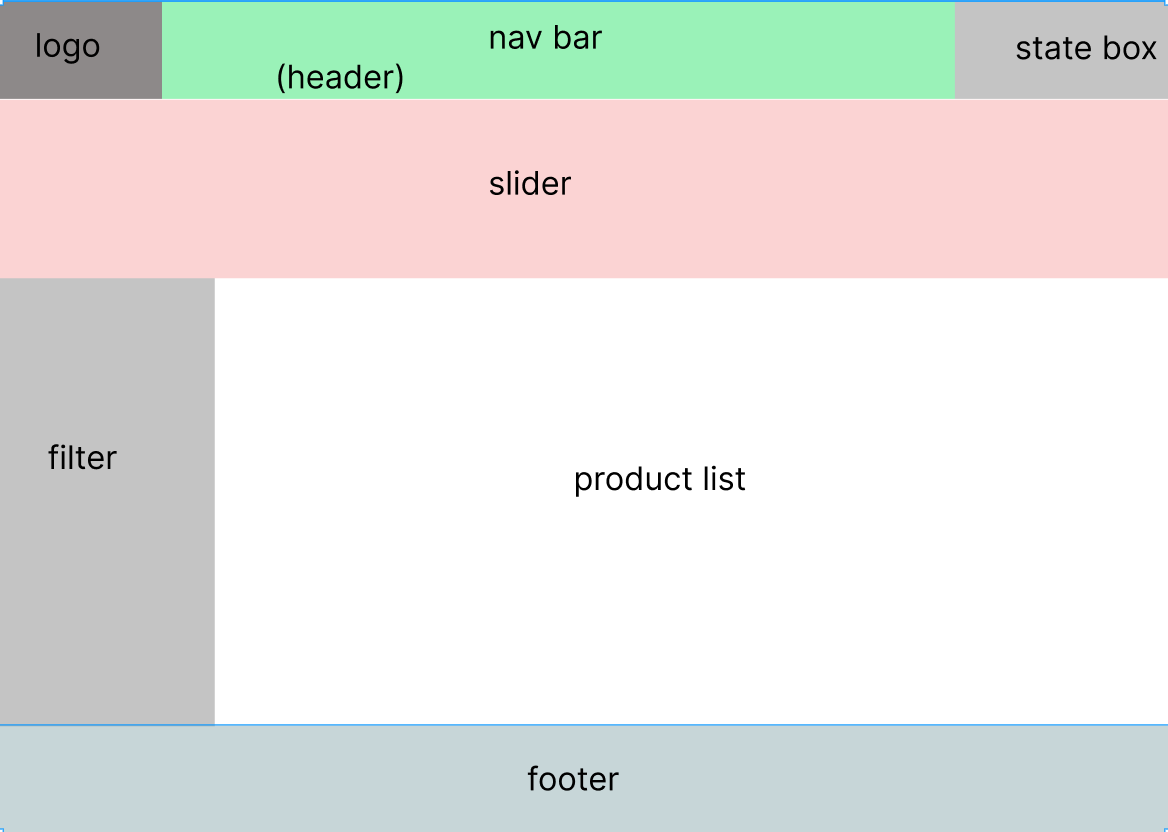 logo
nav bar
(header)
state box
slider
filter
product list
footer